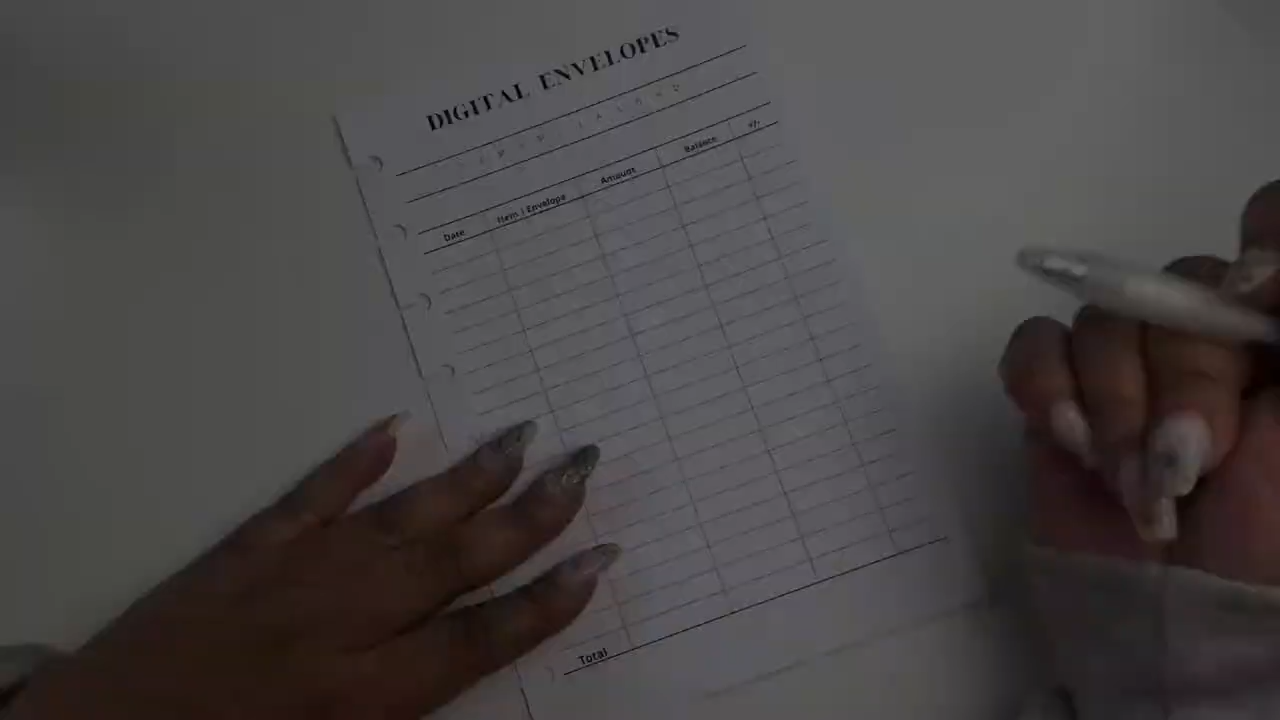 DIGITAL ENVELOPES
Date Item | Envelope Amount Balance +/-
Total